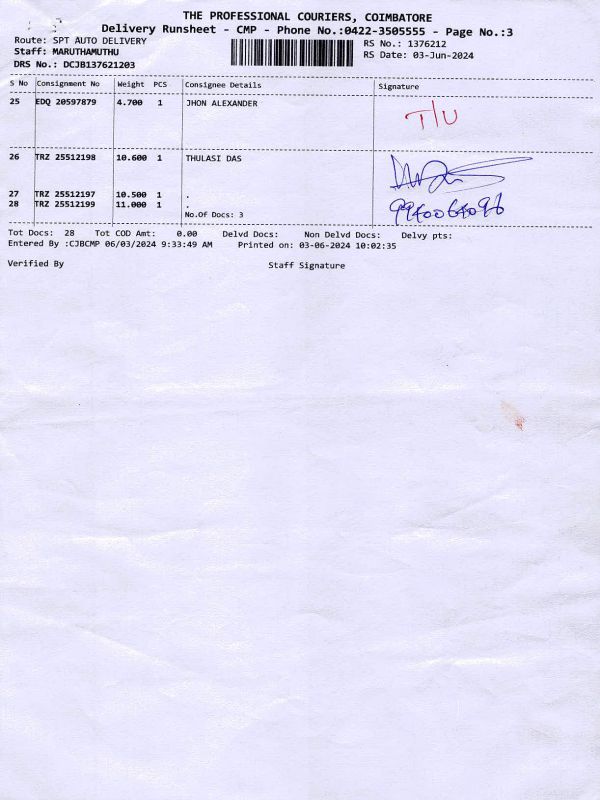 THE PROFESSIONAL COURIERS, COIMBATORE
Delivery Runsheet - CMP - Phone No.:0422-3505555 - Page No.:3
Route: SPT AUTO DELIVERY RS No.: 1376212
Staff: MARUTHAMUTHU RS Date: 03-Jun-2024
DRS No.: DCJB137621203
S No Consignment No Weight PCS Consignee Details Signature
25 EDQ 20597879 4.700 1 JHON ALEXANDER T/U
26 TRZ 25512198 10.600 1 THULASI DAS
27 TRZ 25512197 10.500 1 .
28 TRZ 25512199 11.000 1 .
No.Of Docs: 3
Tot Docs: 28 Tot COD Amt: 0.00 Delvd Docs: Non Delvd Docs: Delvy pts:
Entered By :CJBCMP 06/03/2024 9:33:49 AM Printed on: 03-06-2024 10:02:35
Verified By Staff Signature